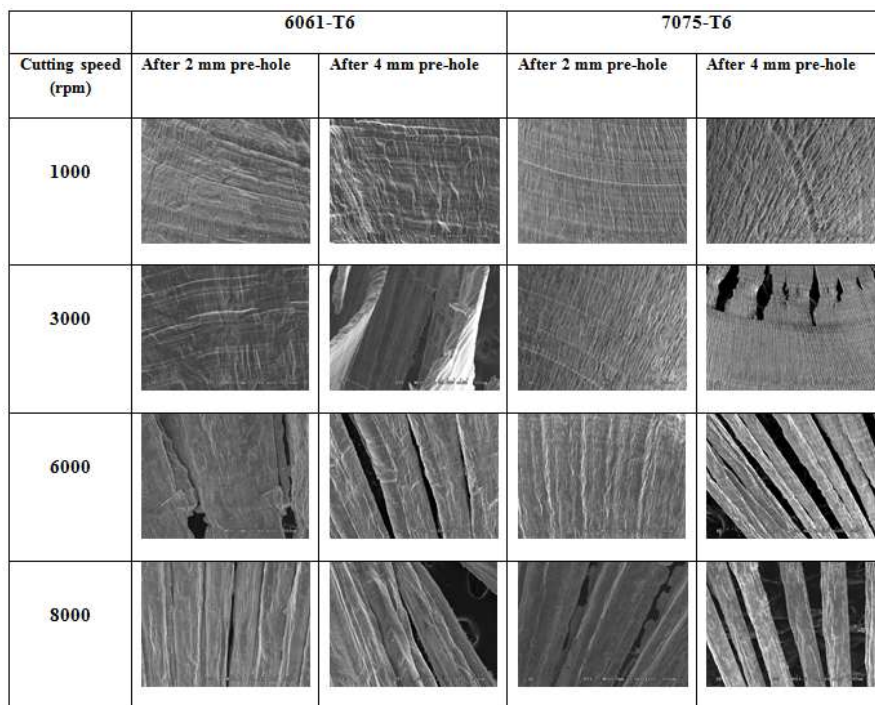 6061-T6 7075-T6
Cutting speed (rpm) After 2 mm pre-hole After 4 mm pre-hole After 2 mm pre-hole After 4 mm pre-hole
1000
3000
6000
8000